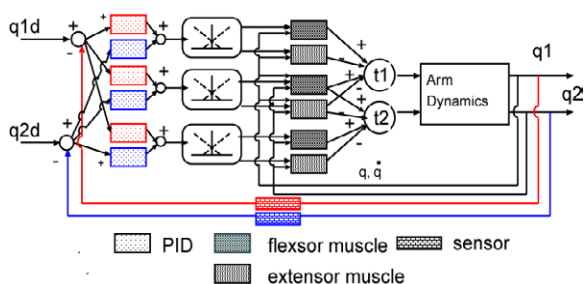 q1d
q2d
+
-
+
-
+
+
+
+
+
+
+
-
+
-
+
-
+
-
t1
t2
Arm
Dynamics
q1
q2
q, q̇
PID
flexsor muscle
sensor
extensor muscle